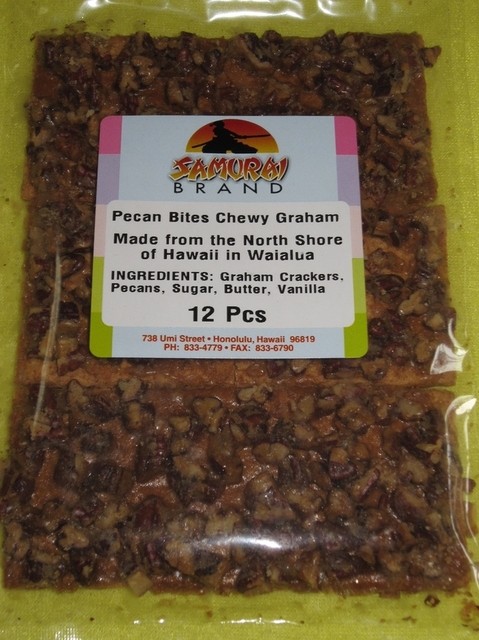 SAMURAI
BRAND
Pecan Bites Chewy Graham
Made from the North Shore
of Hawaii in Waialua
INGREDIENTS: Graham Crackers,
Pecans, Sugar, Butter, Vanilla
12 Pcs
738 Umi Street • Honolulu, Hawaii 96819
PH: 833-4779 • FAX: 833-6790